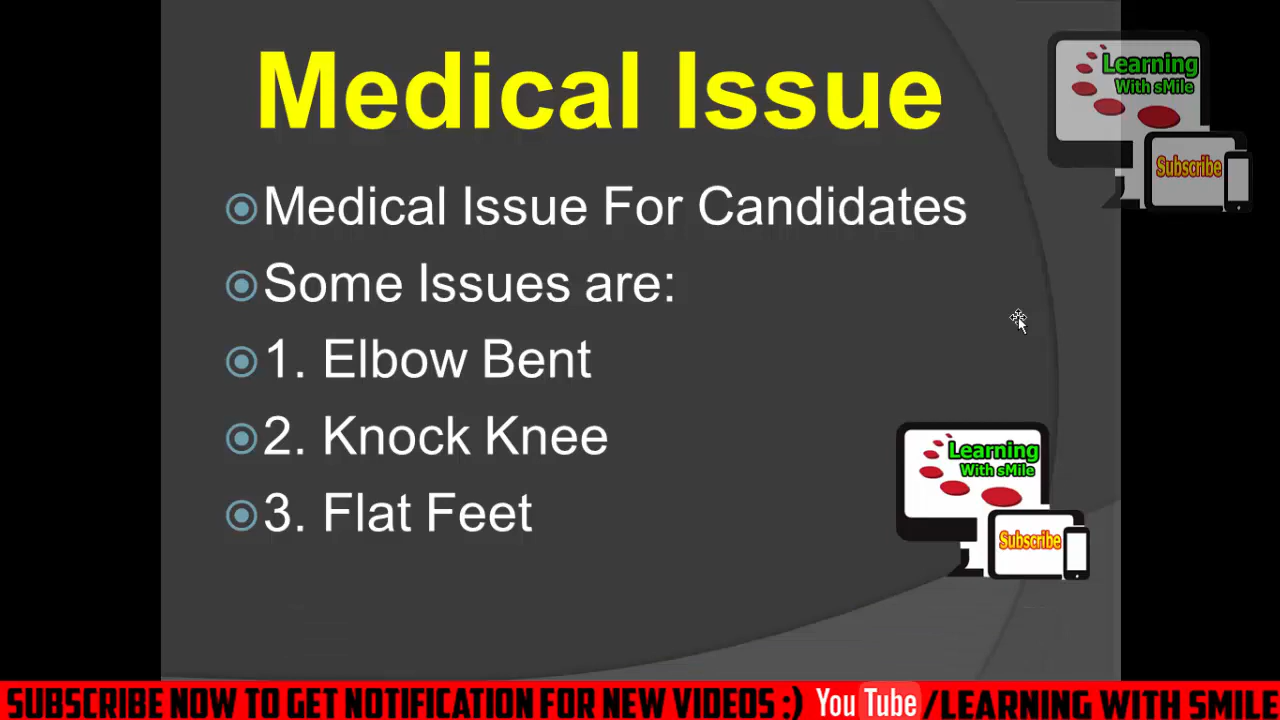 Medical Issue
Medical Issue For Candidates
Some Issues are:
1. Elbow Bent
2. Knock Knee
3. Flat Feet
Learning
With sMile
Subscribe
Learning
With sMile
Subscribe
SUBSCRIBE NOW TO GET NOTIFICATION FOR NEW VIDEOS :) YouTube/LEARNING WITH SMILE